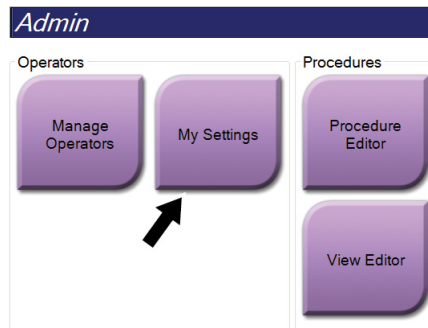 Admin
Operators
Procedures
Manage
Operators
My Settings
Procedure
Editor
View Editor